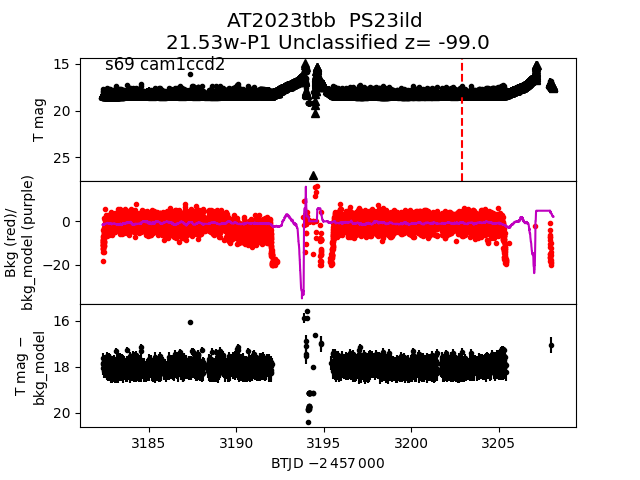 AT2023tbb  PS23ild
21.53w-P1 Unclassified z= -99.0
s69 cam1ccd2
15
20
25
T mag
0
−20
Bkg (red)/
bkg_model (purple)
16
18
20
T mag −
bkg_model
3185
3190
3195
3200
3205
BTJD −2 457 000